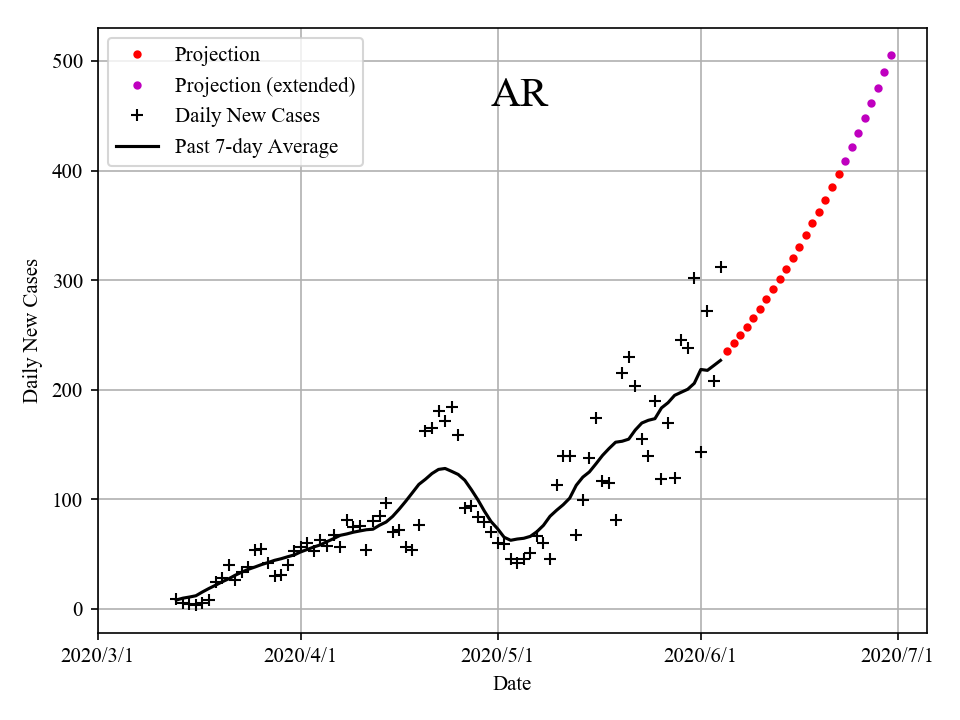 Projection
Projection (extended)
Daily New Cases
Past 7-day Average
AR
500
400
300
200
100
0
Daily New Cases
2020/3/1
2020/4/1
2020/5/1
2020/6/1
2020/7/1
Date